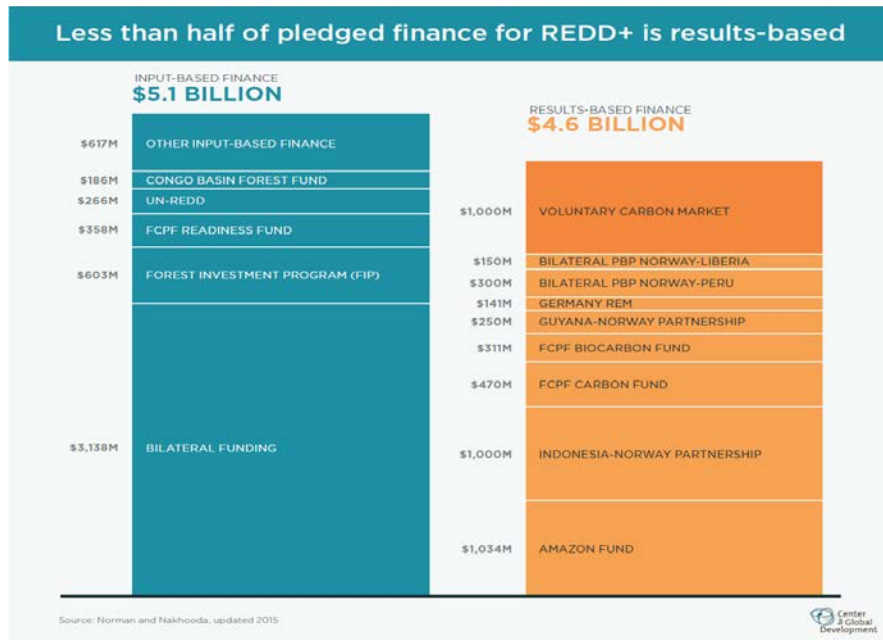 Less than half of pledged finance for REDD+ is results-based
INPUT-BASED FINANCE
$5.1 BILLION
$617M OTHER INPUT-BASED FINANCE
$186M CONGO BASIN FOREST FUND
$266M UN-REDD
$358M FCPF READINESS FUND
$603M FOREST INVESTMENT PROGRAM (FIP)
$3,138M BILATERAL FUNDING
RESULTS-BASED FINANCE
$4.6 BILLION
$1,000M VOLUNTARY CARBON MARKET
$150M BILATERAL PBP NORWAY-LIBERIA
$300M BILATERAL PBP NORWAY-PERU
$141M GERMANY REM
$250M GUYANA-NORWAY PARTNERSHIP
$311M FCPF BIOCARBON FUND
$470M FCPF CARBON FUND
$1,000M INDONESIA-NORWAY PARTNERSHIP
$1,034M AMAZON FUND
Source: Norman and Nakhooda, updated 2015
Center
& Global
Development